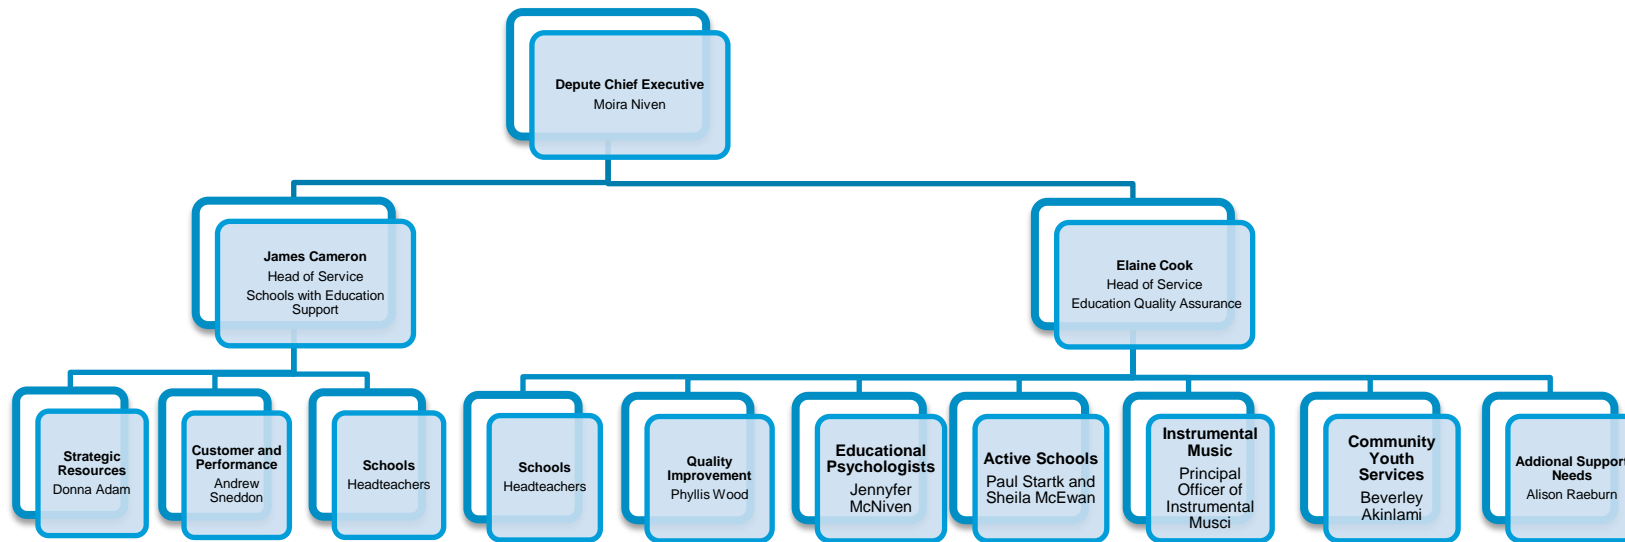 Depute Chief Executive
Moira Niven
James Cameron
Head of Service
Schools with Education
Support
Elaine Cook
Head of Service
Education Quality Assurance
Strategic
Resources
Donna Adam
Customer and
Performance
Andrew
Sneddon
Schools
Headteachers
Schools
Headteachers
Quality
Improvement
Phyllis Wood
Educational
Psychologists
Jennyfer
McNiven
Active Schools
Paul Startk and
Sheila McEwan
Instrumental
Music
Principal
Officer of
Instrumental
Musci
Community
Youth
Services
Beverley
Akinlami
Addional Support
Needs
Alison Raeburn